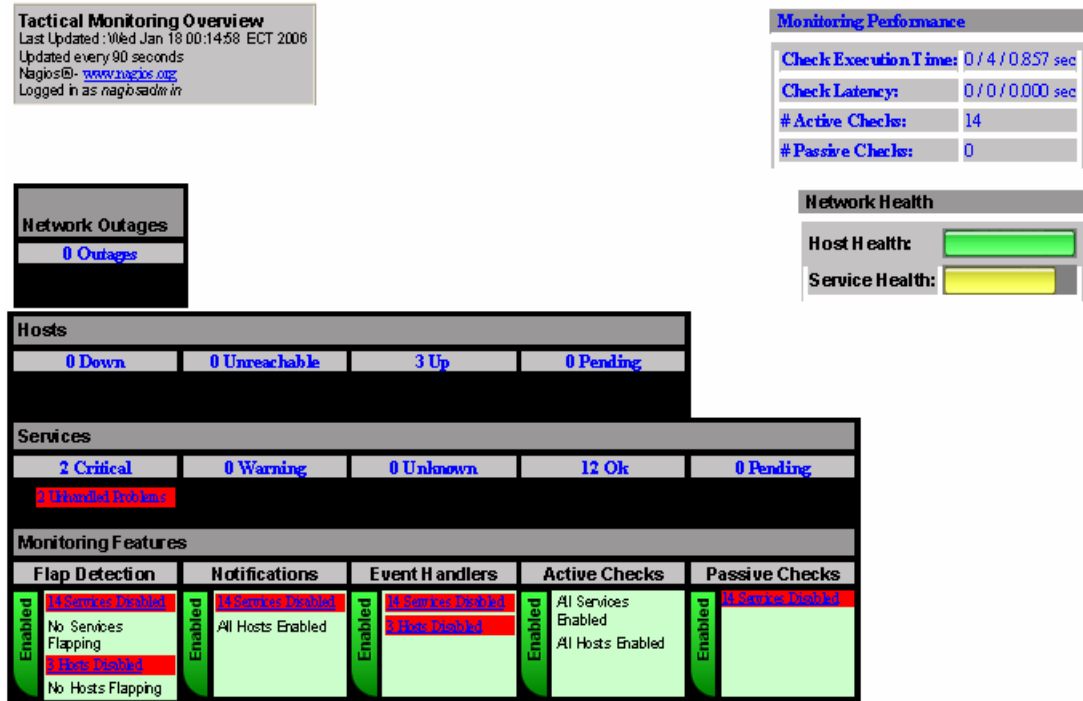 Tactical Monitoring Overview
Last Updated: Wed Jan 18 00:14:58 ECT 2006
Updated every 90 seconds
Nagios®- www.nagios.org
Logged in as nagiosadmin
Monitoring Performance
Check Execution Time: 0 / 4 / 0.857 sec
Check Latency: 0 / 0 / 0.000 sec
# Active Checks: 14
# Passive Checks: 0
Network Outages
0 Outages
Network Health
Host Health:
Service Health:
Hosts
0 Down 0 Unreachable 3 Up 0 Pending
Services
2 Critical 0 Warning 0 Unknown 12 Ok 0 Pending
2 Unhandled Problems
Monitoring Features
Flap Detection Notifications Event Handlers Active Checks Passive Checks
Enabled
14 Services Disabled
No Services
Flapping
3 Hosts Disabled
No Hosts Flapping
Enabled
14 Services Disabled
All Hosts Enabled
Enabled
14 Services Disabled
3 Hosts Disabled
Enabled
All Services
Enabled
All Hosts Enabled
Enabled
14 Services Disabled